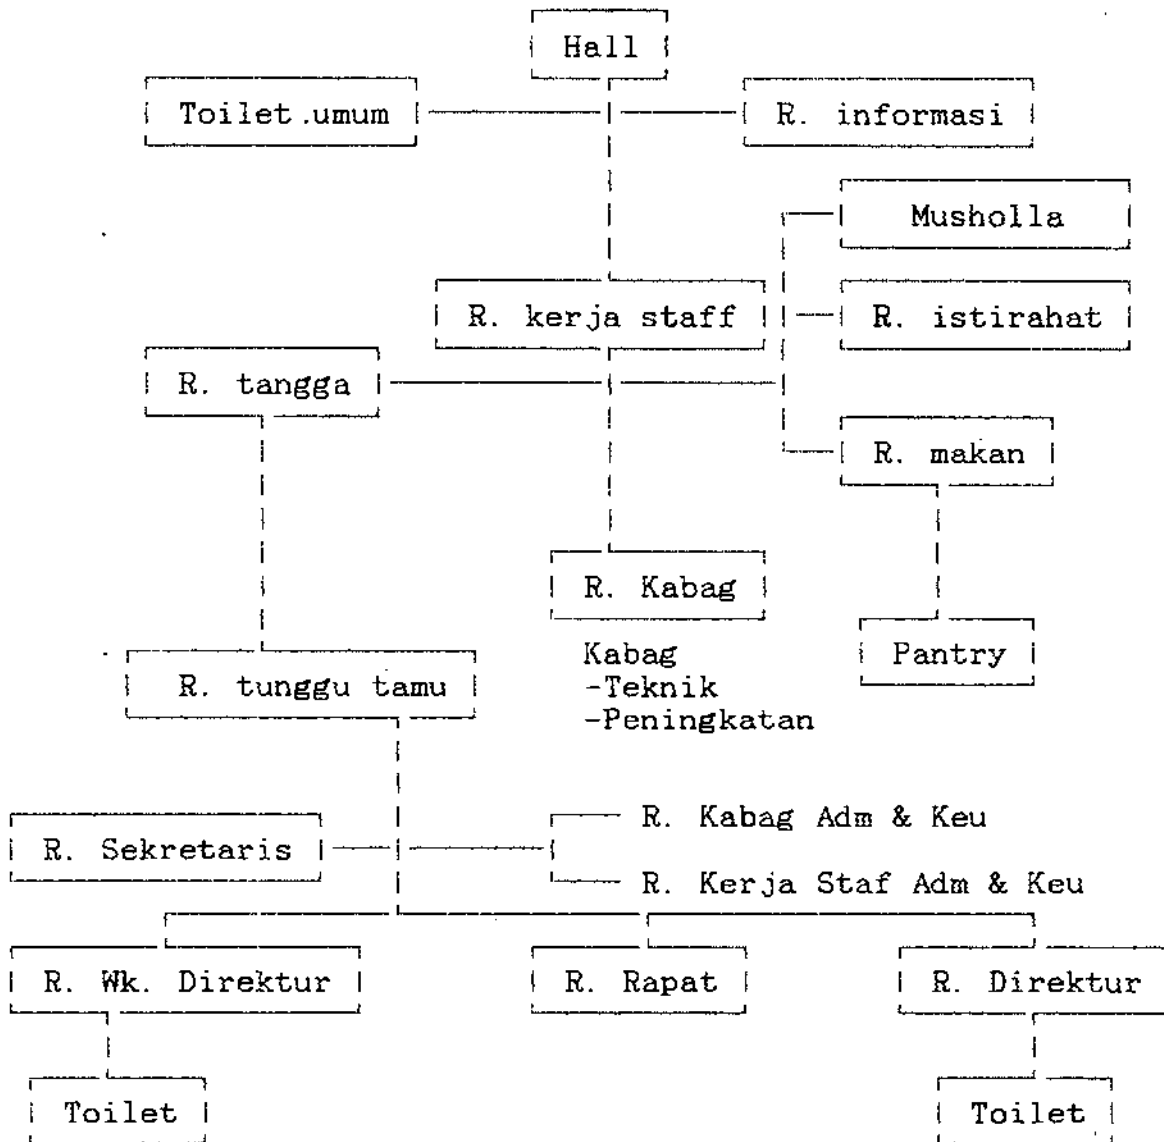 Hall
Toilet.umum
R. informasi
Musholla
R. kerja staff
R. istirahat
R. tangga
R. makan
R. Kabag
Kabag
-Teknik
-Peningkatan
Pantry
R. tunggu tamu
R. Kabag Adm & Keu
R. Sekretaris
R. Kerja Staf Adm & Keu
R. Wk. Direktur
R. Rapat
R. Direktur
Toilet
Toilet